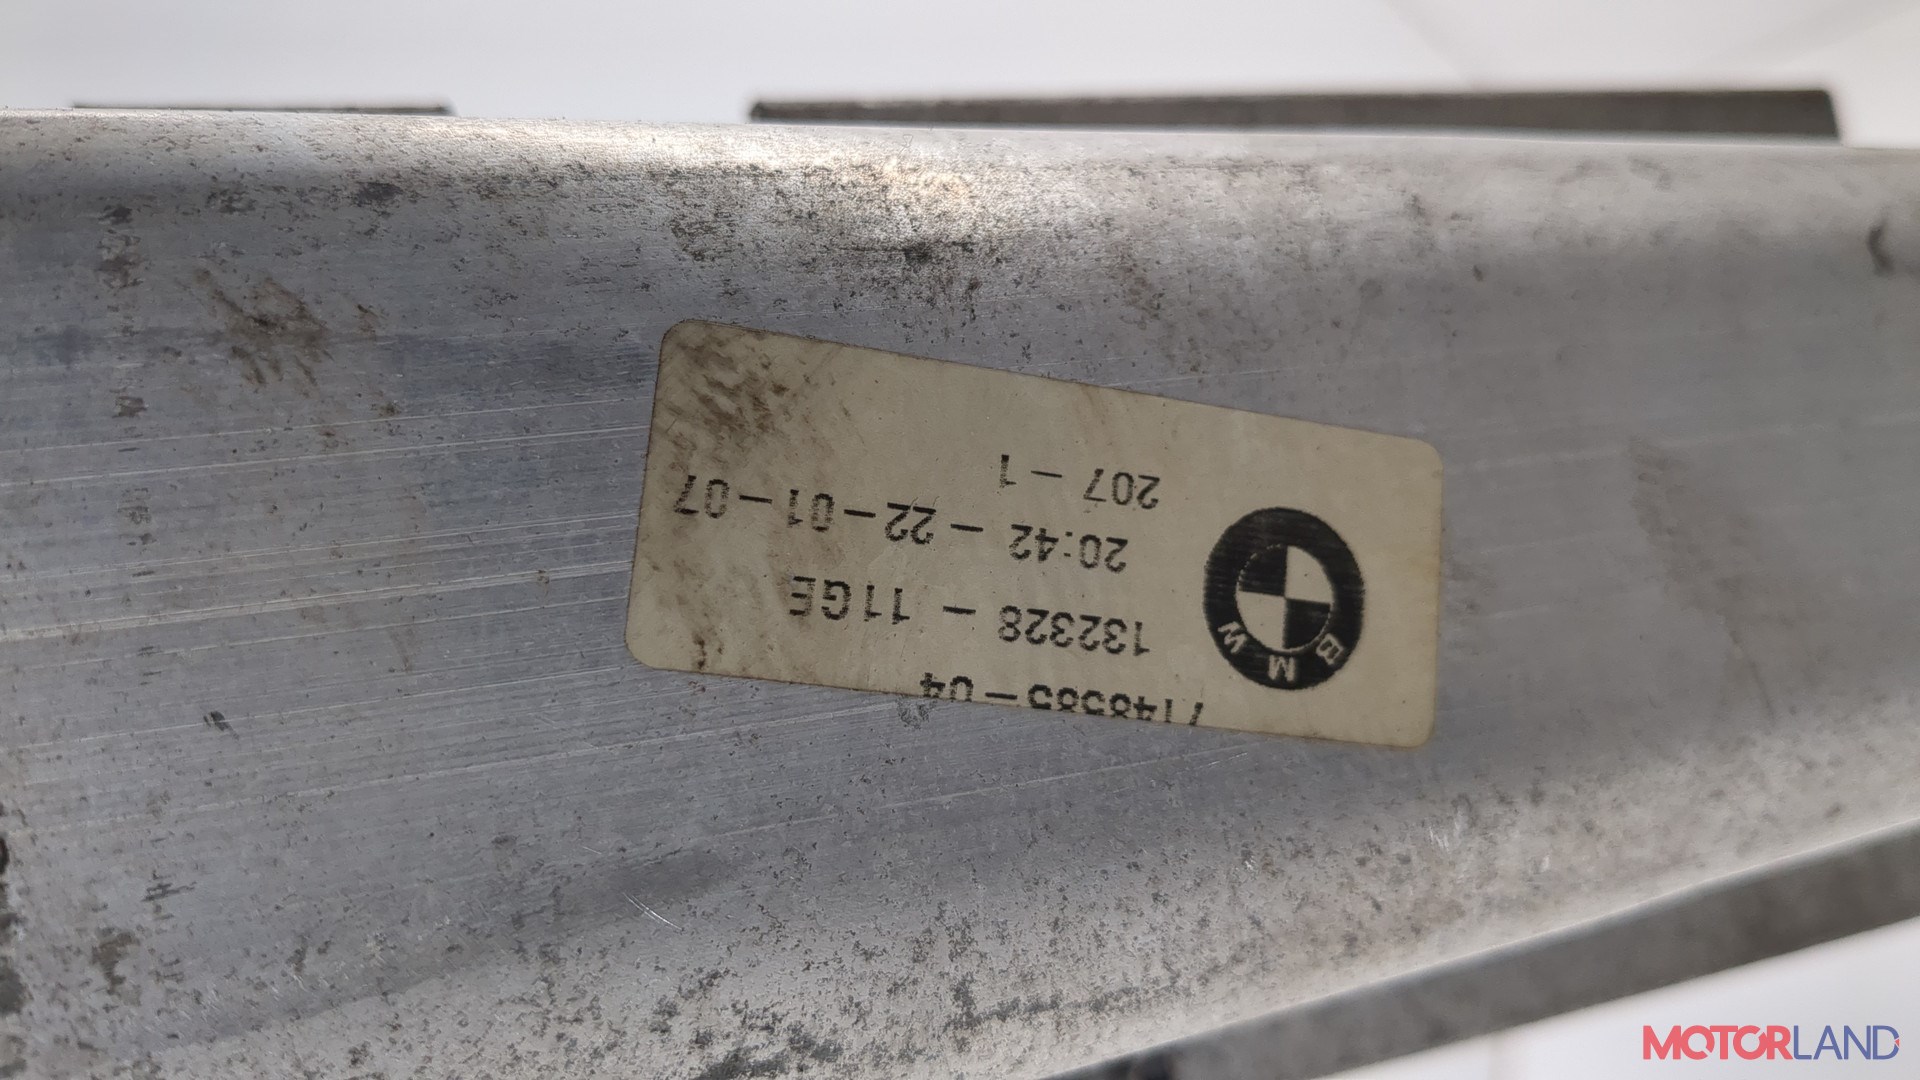 7148585-04
132328 - 11GE
20:42 - 22-01-07
207 - 1
BMW
MOTORLAND